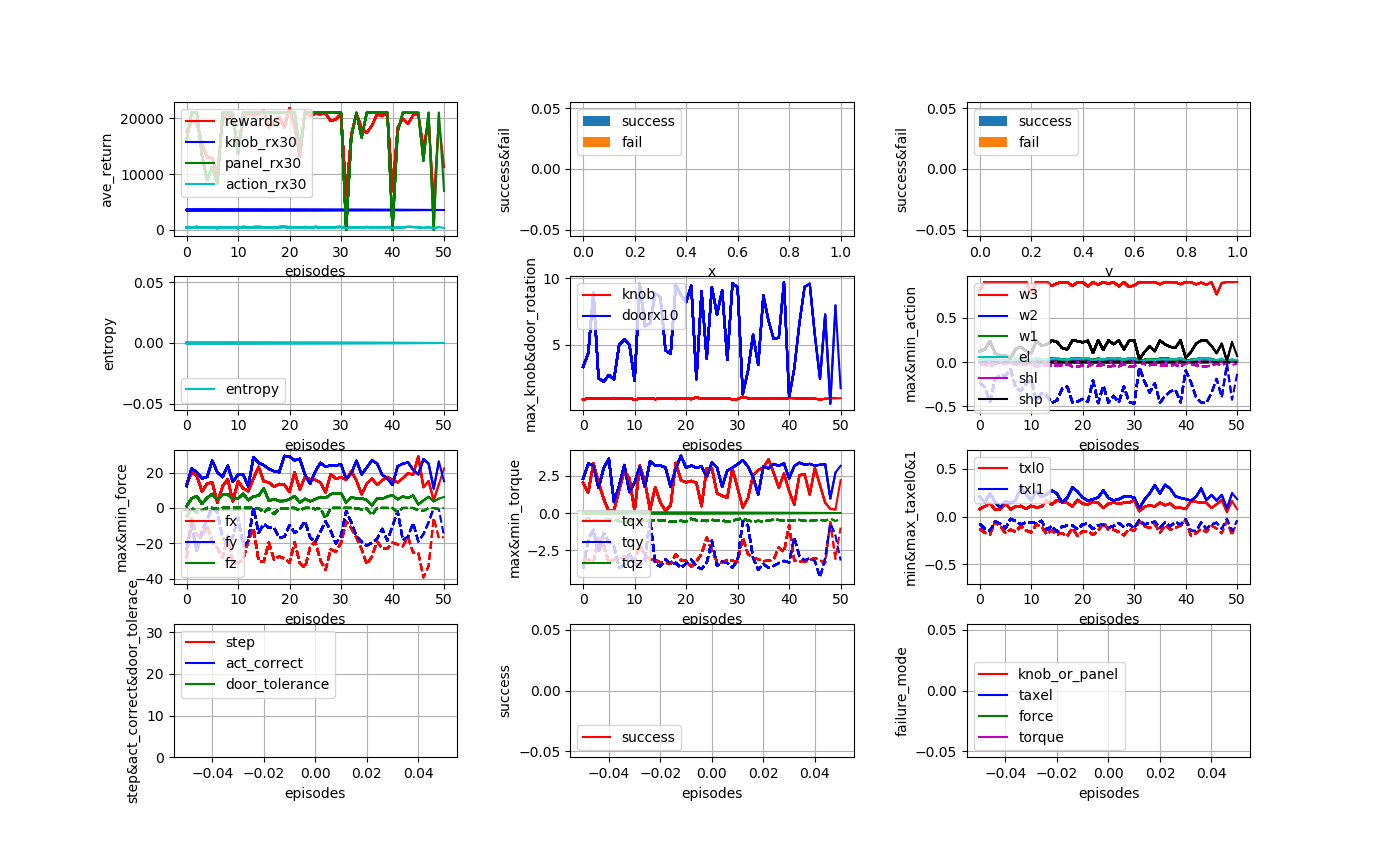 ave_return
20000
10000
0
rewards
knob_rx30
panel_rx30
action_rx30
0 10 20 30 40 50
episodes
success&fail
0.05
0.00
−0.05
success
fail
0.0 0.2 0.4 0.6 0.8 1.0
x
success&fail
0.05
0.00
−0.05
success
fail
0.0 0.2 0.4 0.6 0.8 1.0
y
entropy
0.05
0.00
−0.05
entropy
0 10 20 30 40 50
episodes
max_knob&door_rotation
10
5
knob
doorx10
0 10 20 30 40 50
episodes
max&min_action
0.5
0.0
−0.5
w3
w2
w1
el
shl
shp
0 10 20 30 40 50
episodes
max&min_force
20
0
−20
−40
fx
fy
fz
0 10 20 30 40 50
episodes
max&min_torque
2.5
0.0
−2.5
tqx
tqy
tqz
0 10 20 30 40 50
episodes
min&max_taxel0&1
0.5
0.0
−0.5
txl0
txl1
0 10 20 30 40 50
episodes
step&act_correct&door_tolerace
30
20
10
0
step
act_correct
door_tolerance
−0.04 −0.02 0.00 0.02 0.04
episodes
success
0.05
0.00
−0.05
success
−0.04 −0.02 0.00 0.02 0.04
episodes
failure_mode
0.05
0.00
−0.05
knob_or_panel
taxel
force
torque
−0.04 −0.02 0.00 0.02 0.04
episodes